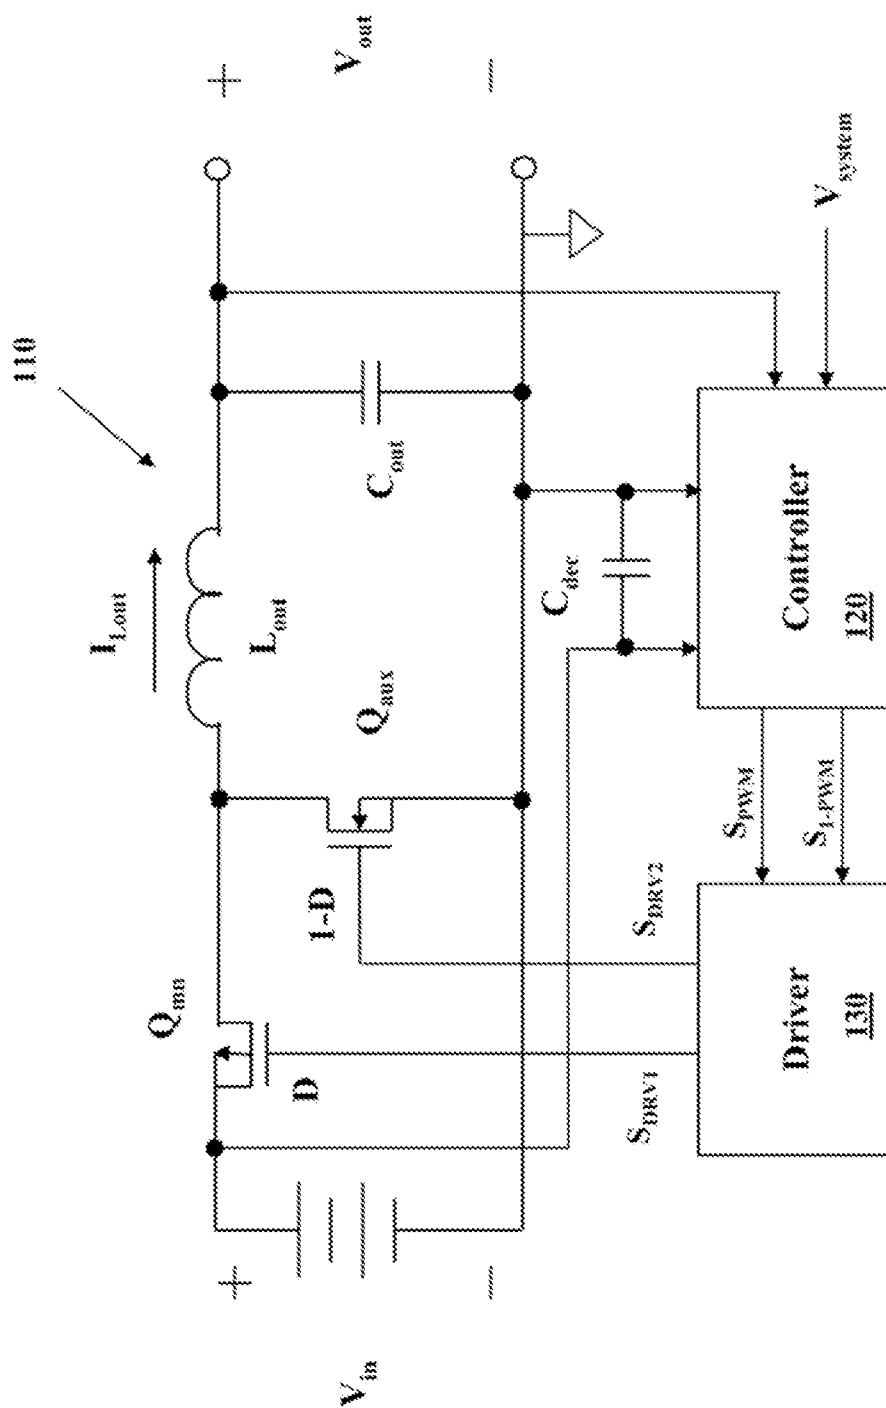 110
I_Lout
Q_mn
L_out
V_in
+
−
D
1-D
Q_aux
C_out
+
V_out
−
C_dec
S_DRV1
S_DRV2
V_system
Driver
130
S_PWM
S_1-PWM
Controller
120